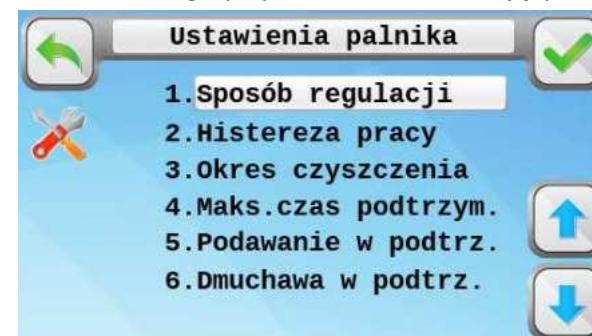 Ustawienia palnika
1.Sposób regulacji
2.Histereza pracy
3.Okres czyszczenia
4.Maks.czas podtrzym.
5.Podawanie w podtrz.
6.Dmuchawa w podtrz.